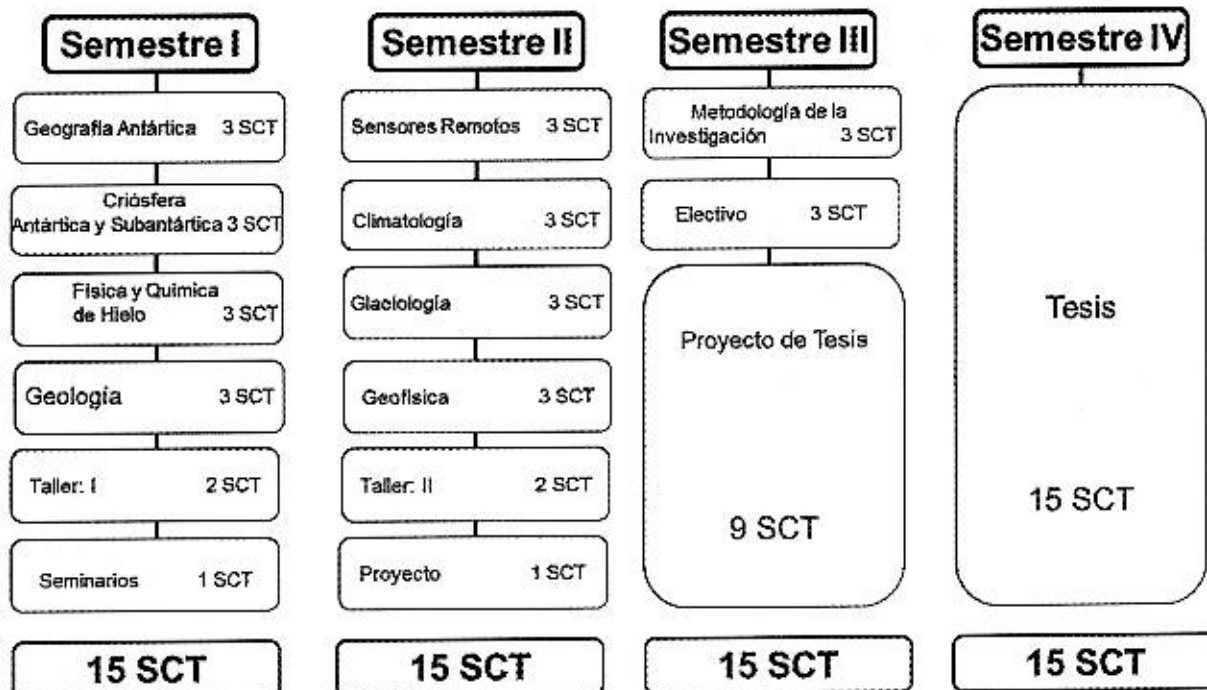 Semestre I
Geografía Antártica 3 SCT
Criósfera
Antártica y Subantártica 3 SCT
Física y Química
de Hielo 3 SCT
Geología 3 SCT
Taller: I 2 SCT
Seminarios 1 SCT
15 SCT
Semestre II
Sensores Remotos 3 SCT
Climatología 3 SCT
Glaciología 3 SCT
Geofísica 3 SCT
Taller: II 2 SCT
Proyecto 1 SCT
15 SCT
Semestre III
Metodología de la
Investigación 3 SCT
Electivo 3 SCT
Proyecto de Tesis
9 SCT
15 SCT
Semestre IV
Tesis
15 SCT
15 SCT